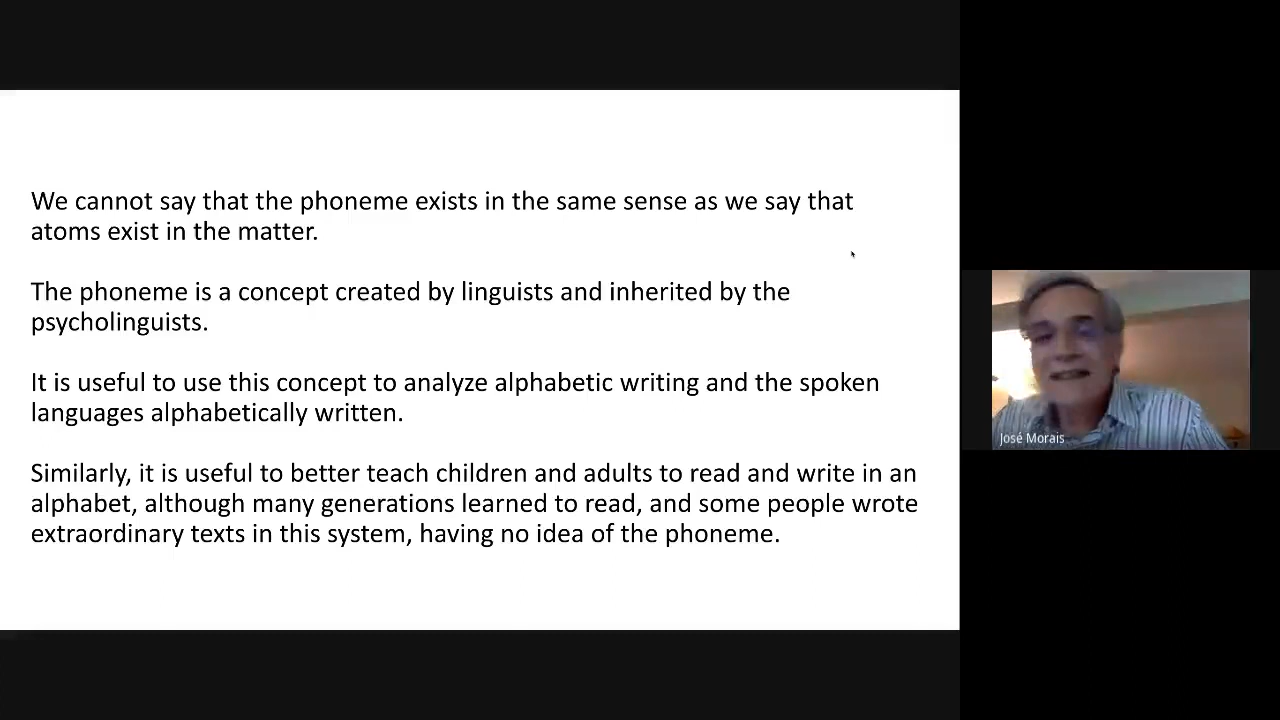 We cannot say that the phoneme exists in the same sense as we say that
atoms exist in the matter.
The phoneme is a concept created by linguists and inherited by the
psycholinguists.
It is useful to use this concept to analyze alphabetic writing and the spoken
languages alphabetically written.
Similarly, it is useful to better teach children and adults to read and write in an
alphabet, although many generations learned to read, and some people wrote
extraordinary texts in this system, having no idea of the phoneme.
José Morais